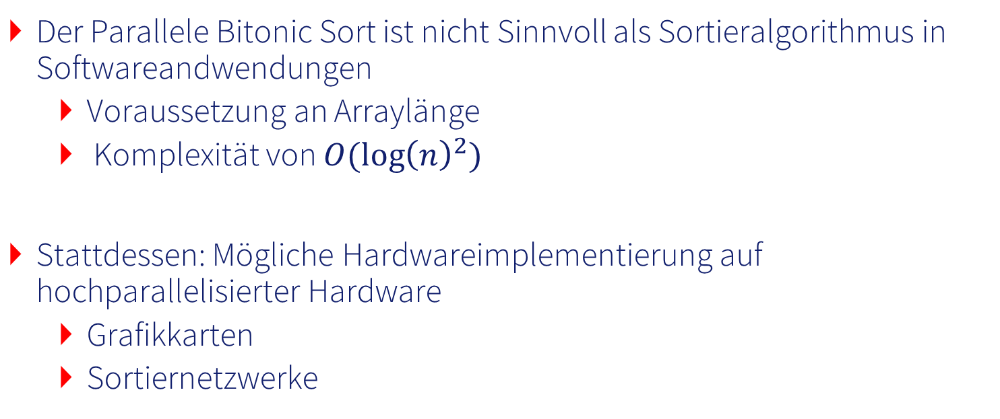 Der Parallele Bitonic Sort ist nicht Sinnvoll als Sortieralgorithmus in
Softwareandwendungen
Voraussetzung an Arraylänge
Komplexität von O(log(n)²)
Stattdessen: Mögliche Hardwareimplementierung auf
hochparallelisierter Hardware
Grafikkarten
Sortiernetzwerke